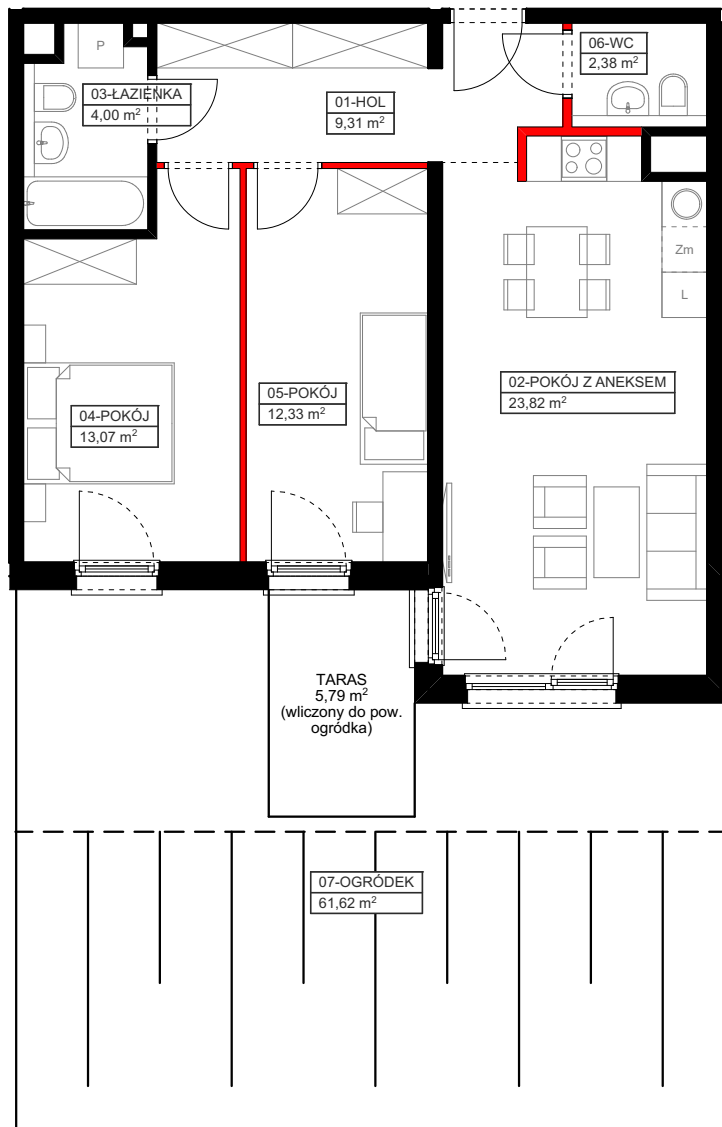 P
03-ŁAZIENKA
4,00 m²
01-HOL
9,31 m²
06-WC
2,38 m²
Zm
L
02-POKÓJ Z ANEKSEM
23,82 m²
05-POKÓJ
12,33 m²
04-POKÓJ
13,07 m²
TARAS
5,79 m²
(wliczony do pow.
ogródka)
07-OGRÓDEK
61,62 m²